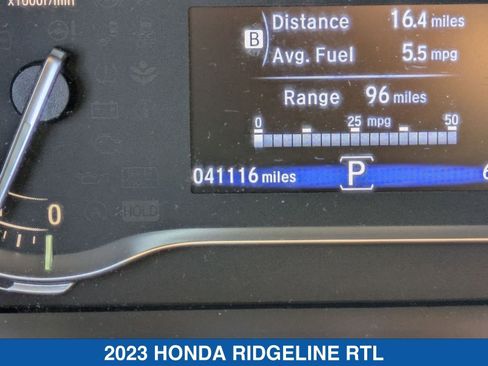 x1000r/min
Distance 16.4 miles
B
Avg. Fuel 5.5 mpg
Range 96 miles
0 25 mpg 50
041116 miles P 6
0
HOLD
2023 HONDA RIDGELINE RTL